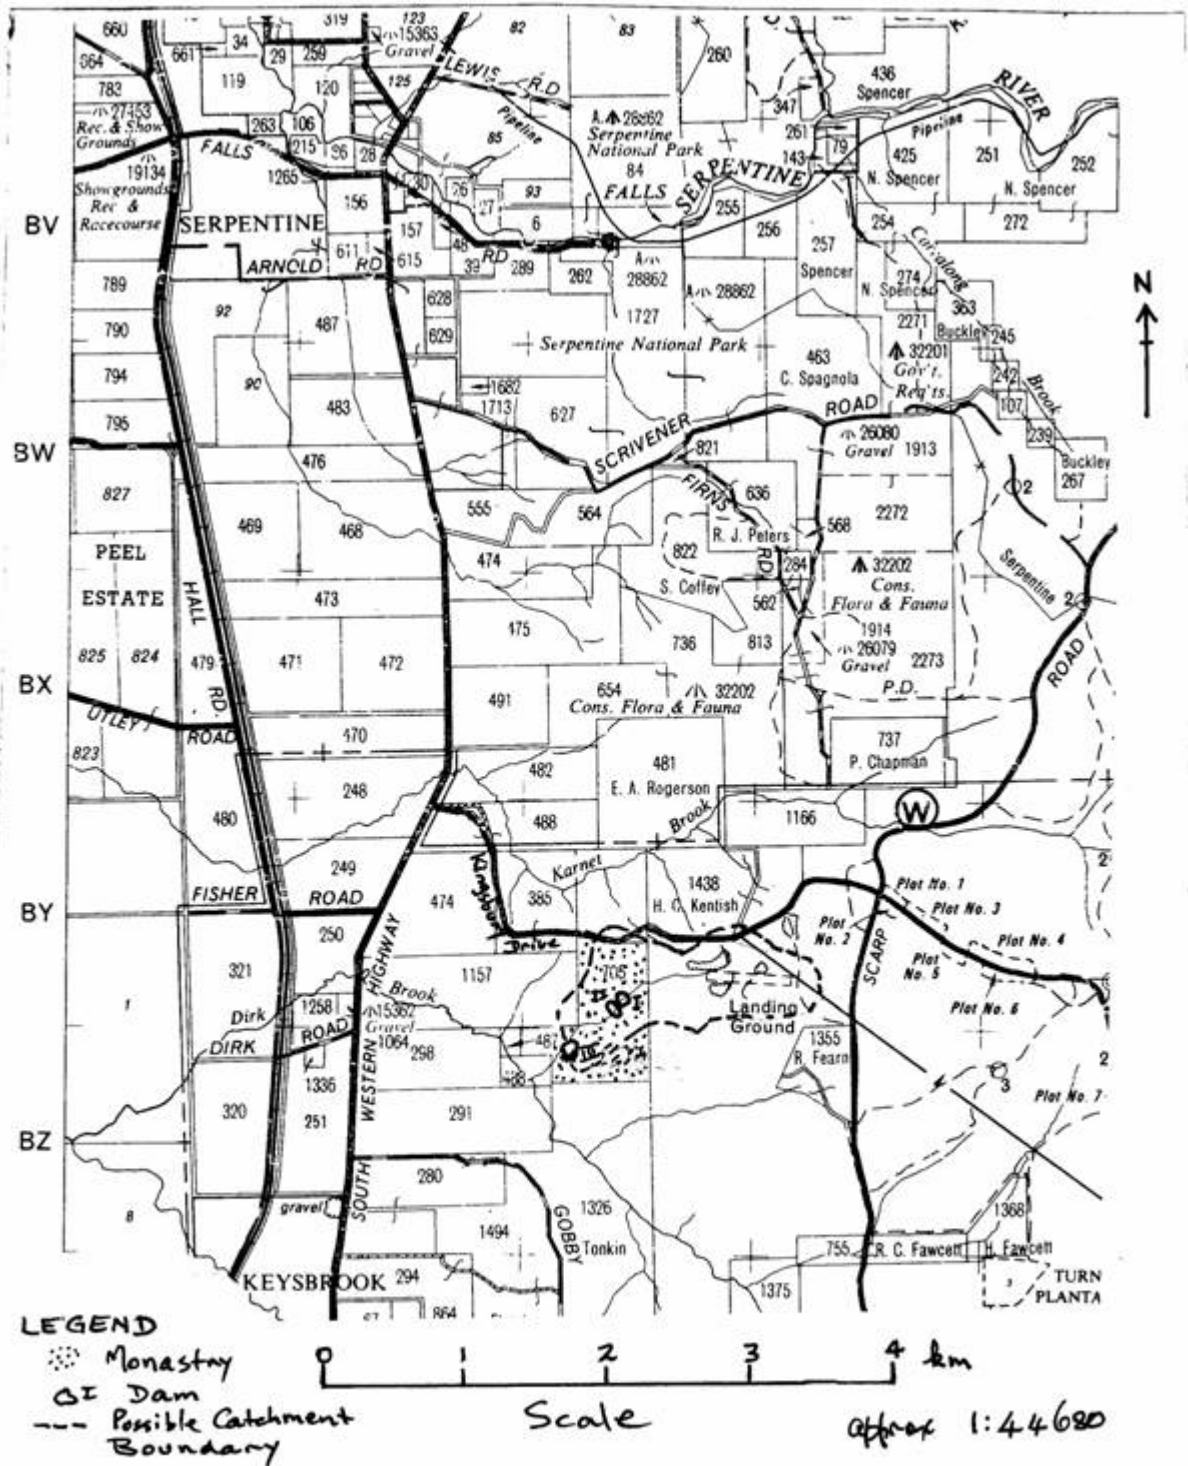 660
319
123
82
83
15363
Gravel
34
661
29
259
260
664
119
120
125
LEWIS RD
436
Spencer
RIVER
783
27453
Rec. & Show
Grounds
263
106
215
96
28
Pipeline
85
A. 28862
Serpentine
National Park
347
261
79
143
Pipeline
425
N. Spencer
251
N. Spencer
252
FALLS
1265
19134
Showgrounds
Rec &
Racecourse
84
FALLS
SERPENTINE
93
26
27
6
156
157
BV
SERPENTINE
255
256
254
272
257
Spencer
611
615
48
39
289
262
RD
ARNOLD RD
A 28862
1727
A 28862
274
N. Spencer
Cooralong
Brook
363
Buckley
245
N
789
92
487
628
629
2271
790
Serpentine National Park
463
C. Spagnola
32201
Gov't.
Req'ts.
242
107
239
794
90
483
1682
1713
627
ROAD
795
BW
476
SCRIVENER
821
26080
Gravel
1913
Buckley
267
827
469
468
555
564
FIRNS
RD
636
R. J. Peters
568
2272
2
PEEL
ESTATE
HALL
RD.
474
822
S. Coffey
284
32202
Cons.
Flora & Fauna
Serpentine
2
473
562
1914
26079
Gravel
825
824
479
471
472
475
736
813
2273
ROAD
BX
491
654
32202
Cons. Flora & Fauna
P.D.
UTLEY
ROAD
470
823
482
481
E. A. Rogerson
737
P. Chapman
248
480
488
Brook
1166
W
249
Karnet
2
FISHER ROAD
474
Kingsbury
Drive
385
1438
H. C. Kentish
Plot No. 1
Plot No. 3
BY
250
Plot
No. 2
Plot No. 4
HIGHWAY
SCARP
Plot
No. 5
321
1157
705
Brook
I
1
Dirk
1258
15362
Gravel
1064
Landing
Ground
Plot No. 6
DIRK ROAD
298
487
1355
R. Fearn
2
1336
3
320
251
WESTERN
291
Plot No. 7
BZ
280
SOUTH
gravel
8
1326
1368
1494
GOBBY
Tonkin
755
R. C. Fawcett
H. Fawcett
KEYSBROOK
294
1375
TURN
PLANTA
864
LEGEND
Monastry
I Dam
Possible Catchment
Boundary
0 1 2 3 4 km
Scale
approx 1:44680